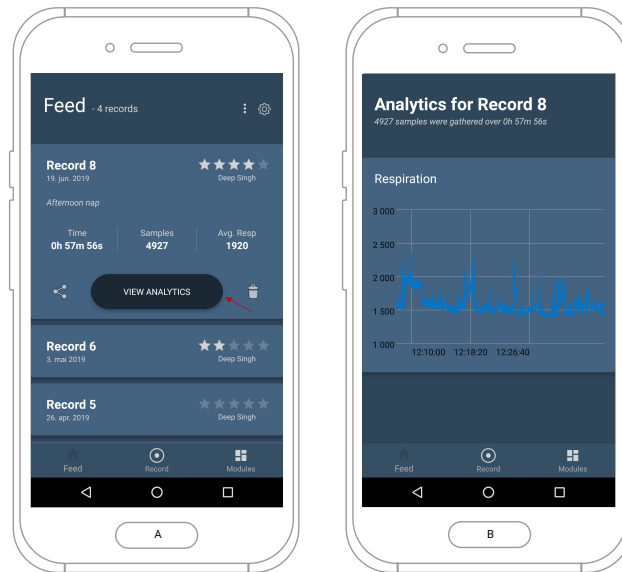 Feed - 4 records
Record 8
19. jun. 2019
Deep Singh
Afternoon nap
Time Samples Avg. Resp
0h 57m 56s 4927 1920
VIEW ANALYTICS
Record 6
3. mai 2019
Deep Singh
Record 5
26. apr. 2019
Deep Singh
Feed Record Modules
A
Analytics for Record 8
4927 samples were gathered over 0h 57m 56s
Respiration
3 000
2 500
2 000
1 500
1 000
12:10:00 12:18:20 12:26:40
Feed Record Modules
B